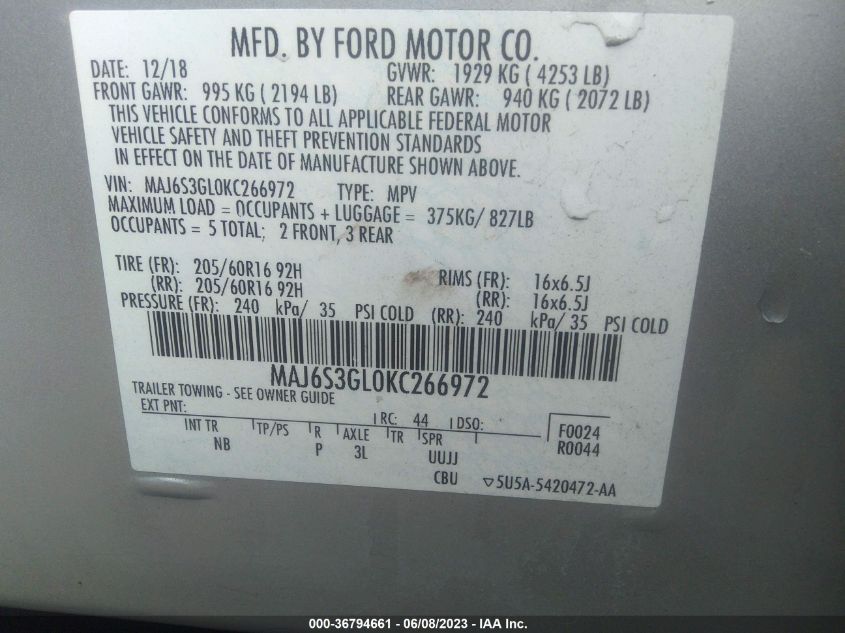 MFD. BY FORD MOTOR CO.
DATE: 12/18 GVWR: 1929 KG ( 4253 LB)
FRONT GAWR: 995 KG ( 2194 LB) REAR GAWR: 940 KG ( 2072 LB)
THIS VEHICLE CONFORMS TO ALL APPLICABLE FEDERAL MOTOR
VEHICLE SAFETY AND THEFT PREVENTION STANDARDS
IN EFFECT ON THE DATE OF MANUFACTURE SHOWN ABOVE.
VIN: MAJ6S3GL0KC266972 TYPE: MPV
MAXIMUM LOAD = OCCUPANTS + LUGGAGE = 375KG/ 827LB
OCCUPANTS = 5 TOTAL; 2 FRONT, 3 REAR
TIRE (FR): 205/60R16 92H RIMS (FR): 16x6.5J
(RR): 205/60R16 92H (RR): 16x6.5J
PRESSURE (FR): 240 kPa/ 35 PSI COLD (RR): 240 kPa/ 35 PSI COLD
MAJ6S3GL0KC266972
TRAILER TOWING - SEE OWNER GUIDE
EXT PNT: RC: 44 DSO: F0024
INT TR TP/PS R AXLE TR SPR R0044
NB P 3L UUJJ
CBU ▽5U5A-5420472-AA
000-36794661 - 06/08/2023 - IAA Inc.